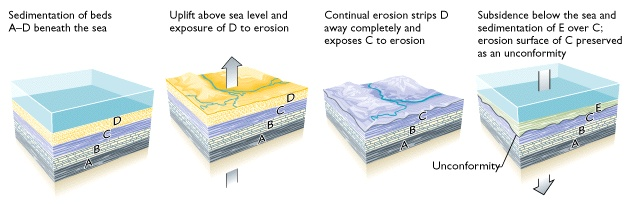 Sedimentation of beds
A–D beneath the sea
Uplift above sea level and
exposure of D to erosion
Continual erosion strips D
away completely and
exposes C to erosion
Subsidence below the sea and
sedimentation of E over C;
erosion surface of C preserved
as an unconformity
D
C
B
A
D
C
B
A
C
B
A
E
C
B
A
Unconformity